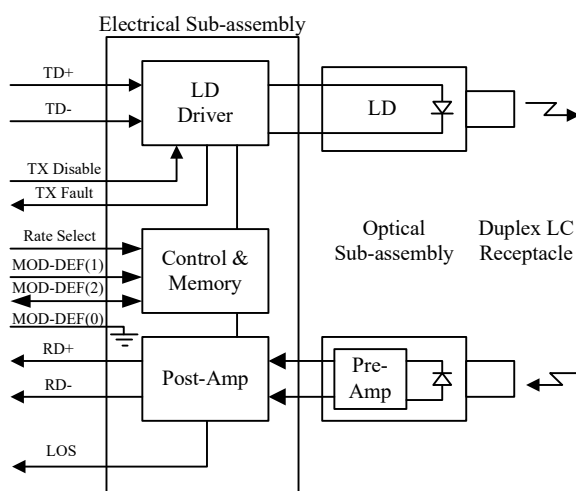 Electrical Sub-assembly
TD+
TD-
LD
Driver
LD
TX Disable
TX Fault
Rate Select
MOD-DEF(1)
MOD-DEF(2)
MOD-DEF(0)
Control &
Memory
Optical
Sub-assembly
Duplex LC
Receptacle
RD+
RD-
Post-Amp
Pre-
Amp
LOS